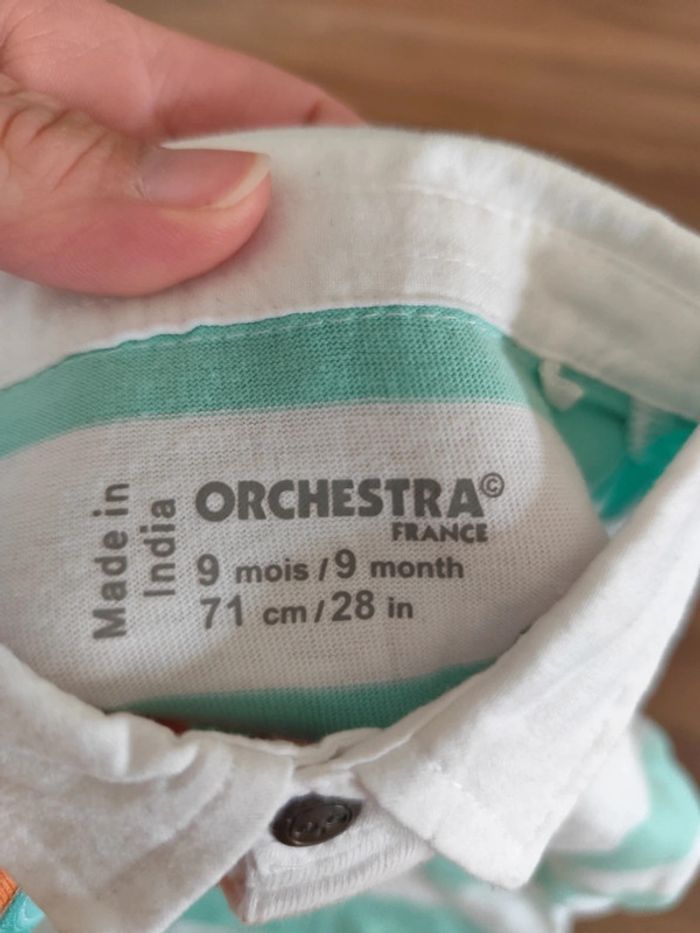 Made in
India
ORCHESTRA©
FRANCE
9 mois / 9 month
71 cm / 28 in